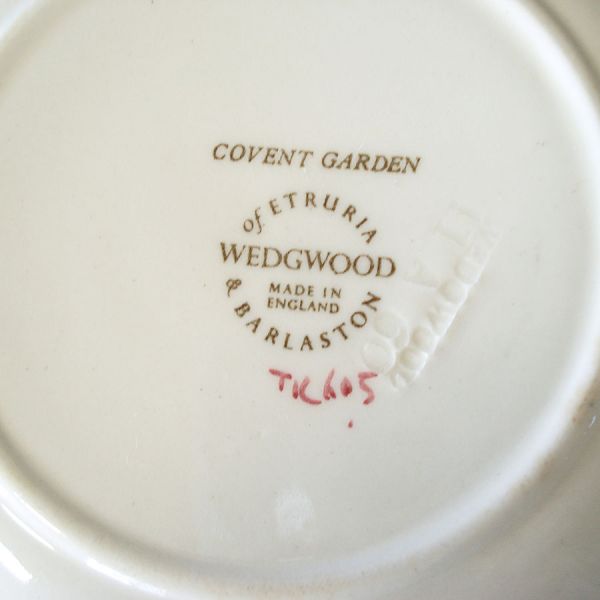 COVENT GARDEN
of ETRURIA
WEDGWOOD
MADE IN
ENGLAND
& BARLASTON
TK605